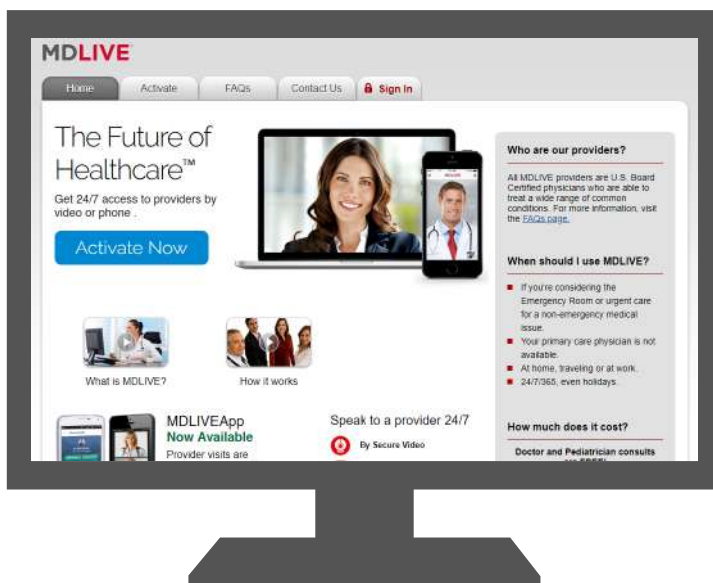 MDLIVE
Home
Activate
FAQs
Contact Us
Sign In
The Future of
Healthcare™
Get 24/7 access to providers by
video or phone .
Activate Now
What is MDLIVE?
How it works
MDLIVEApp
Now Available
Provider visits are
Speak to a provider 24/7
By Secure Video
Who are our providers?
All MDLIVE providers are U.S. Board
Certified physicians who are able to
treat a wide range of common
conditions. For more information, visit
the FAQs page.
When should I use MDLIVE?
If you're considering the
Emergency Room or urgent care
for a non-emergency medical
issue.
Your primary care physician is not
available.
At home, traveling or at work.
24/7/365, even holidays.
How much does it cost?
Doctor and Pediatrician consults